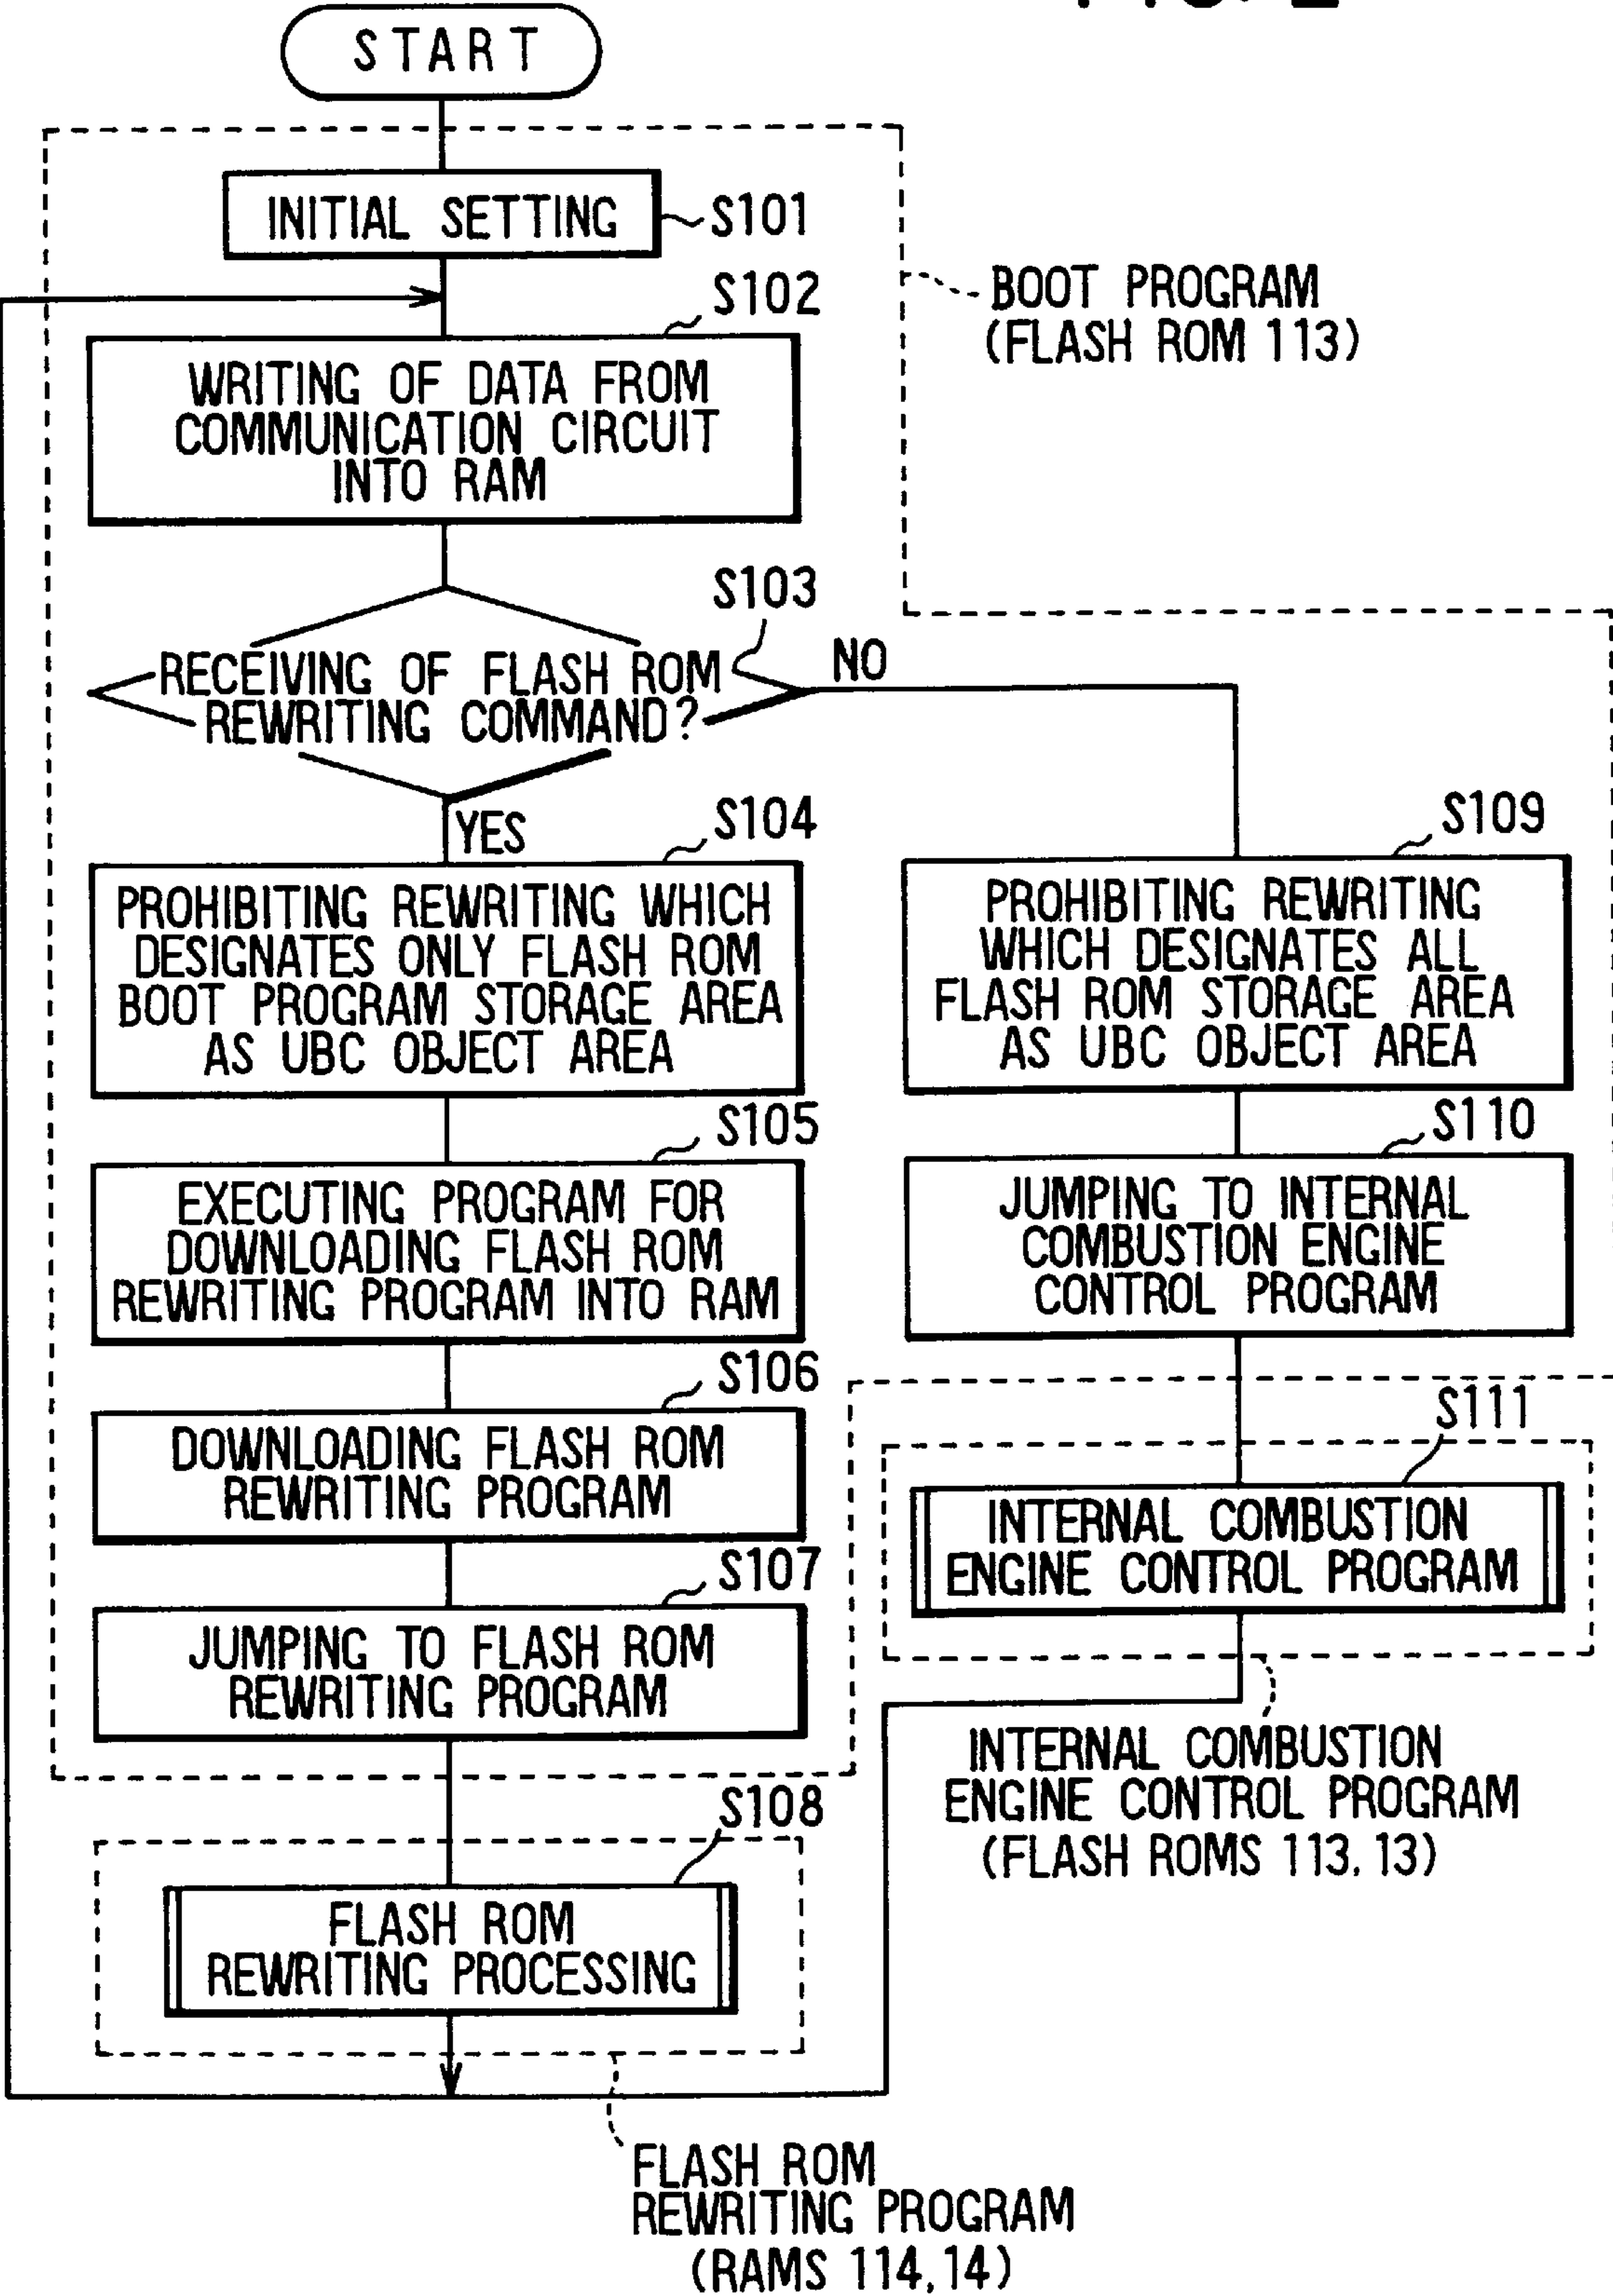 START
INITIAL SETTING
S101
S102
BOOT PROGRAM
(FLASH ROM 113)
WRITING OF DATA FROM
COMMUNICATION CIRCUIT
INTO RAM
S103
RECEIVING OF FLASH ROM
REWRITING COMMAND?
NO
YES
S104
PROHIBITING REWRITING WHICH
DESIGNATES ONLY FLASH ROM
BOOT PROGRAM STORAGE AREA
AS UBC OBJECT AREA
S109
PROHIBITING REWRITING
WHICH DESIGNATES ALL
FLASH ROM STORAGE AREA
AS UBC OBJECT AREA
S105
EXECUTING PROGRAM FOR
DOWNLOADING FLASH ROM
REWRITING PROGRAM INTO RAM
S110
JUMPING TO INTERNAL
COMBUSTION ENGINE
CONTROL PROGRAM
S106
DOWNLOADING FLASH ROM
REWRITING PROGRAM
S111
INTERNAL COMBUSTION
ENGINE CONTROL PROGRAM
S107
JUMPING TO FLASH ROM
REWRITING PROGRAM
INTERNAL COMBUSTION
ENGINE CONTROL PROGRAM
(FLASH ROMS 113, 13)
S108
FLASH ROM
REWRITING PROCESSING
FLASH ROM
REWRITING PROGRAM
(RAMS 114, 14)